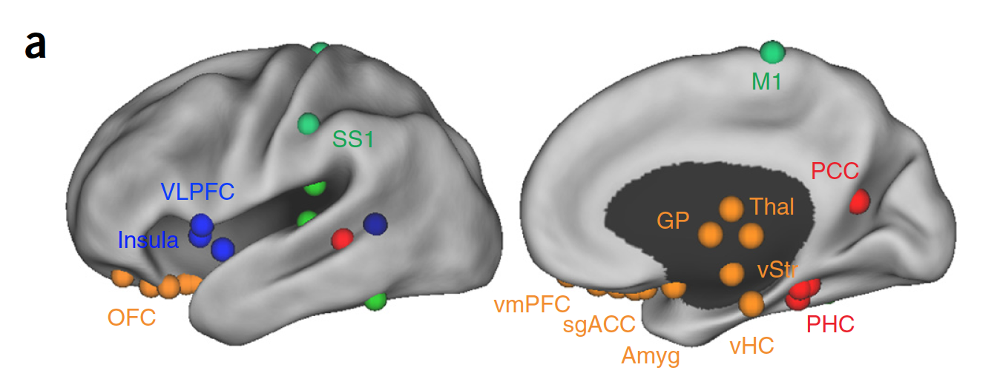 a
M1
SS1
VLPFC
PCC
Insula
GP
Thal
vStr
OFC
vmPFC
sgACC
PHC
Amyg
vHC